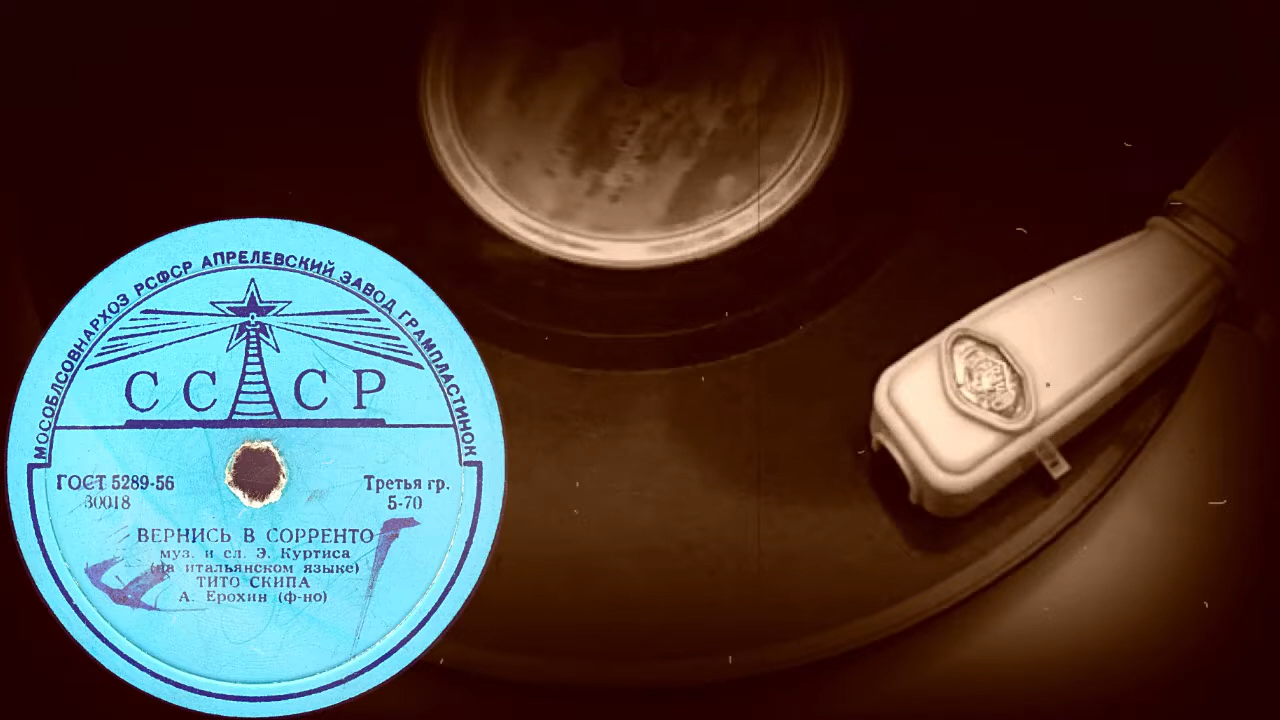 МОСОБЛСОВНАРХОЗ РСФСР АПРЕЛЕВСКИЙ ЗАВОД ГРАМПЛАСТИНОК
СССР
ГОСТ 5289-56
Третья гр.
30018
5-70
ВЕРНИСЬ В СОРРЕНТО
муз. и сл. Э. Куртиса
(на итальянском языке)
ТИТО СКИПА
А. Ерохин (ф-но)